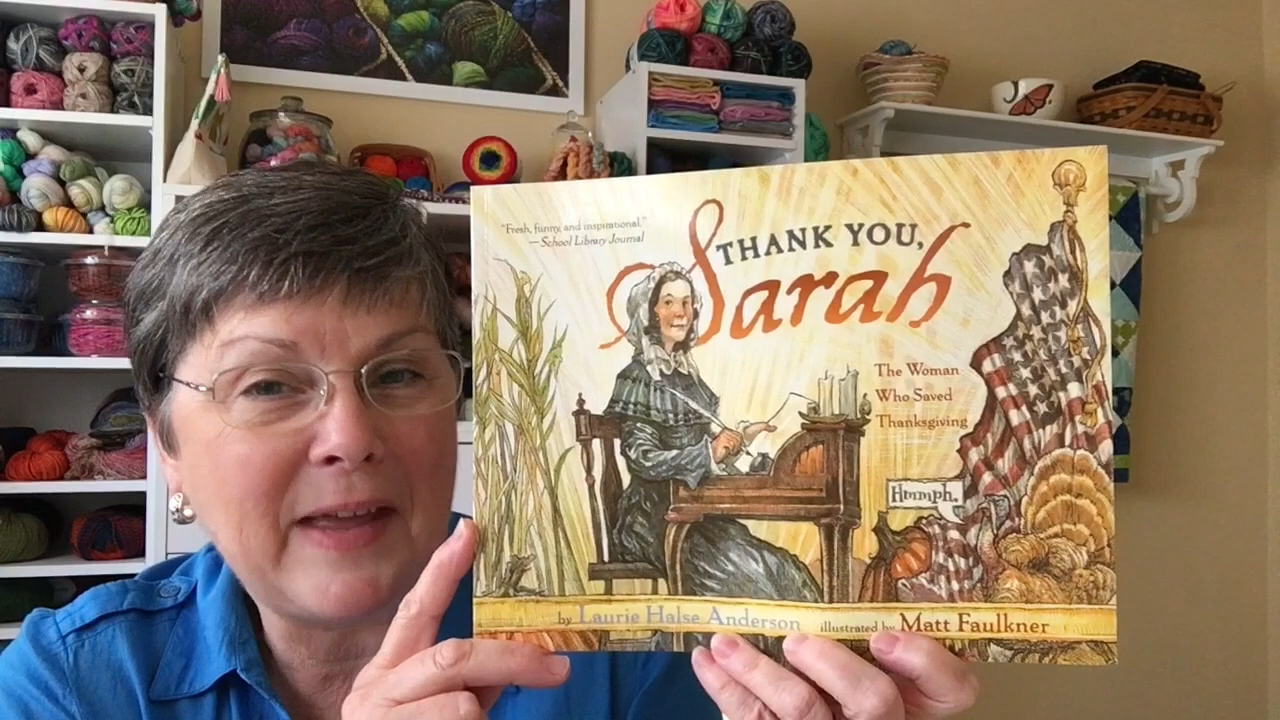 "Fresh, funny, and inspirational."
—School Library Journal
THANK YOU,
Sarah
The Woman
Who Saved
Thanksgiving
Hmmph.
by Laurie Halse Anderson illustrated by Matt Faulkner